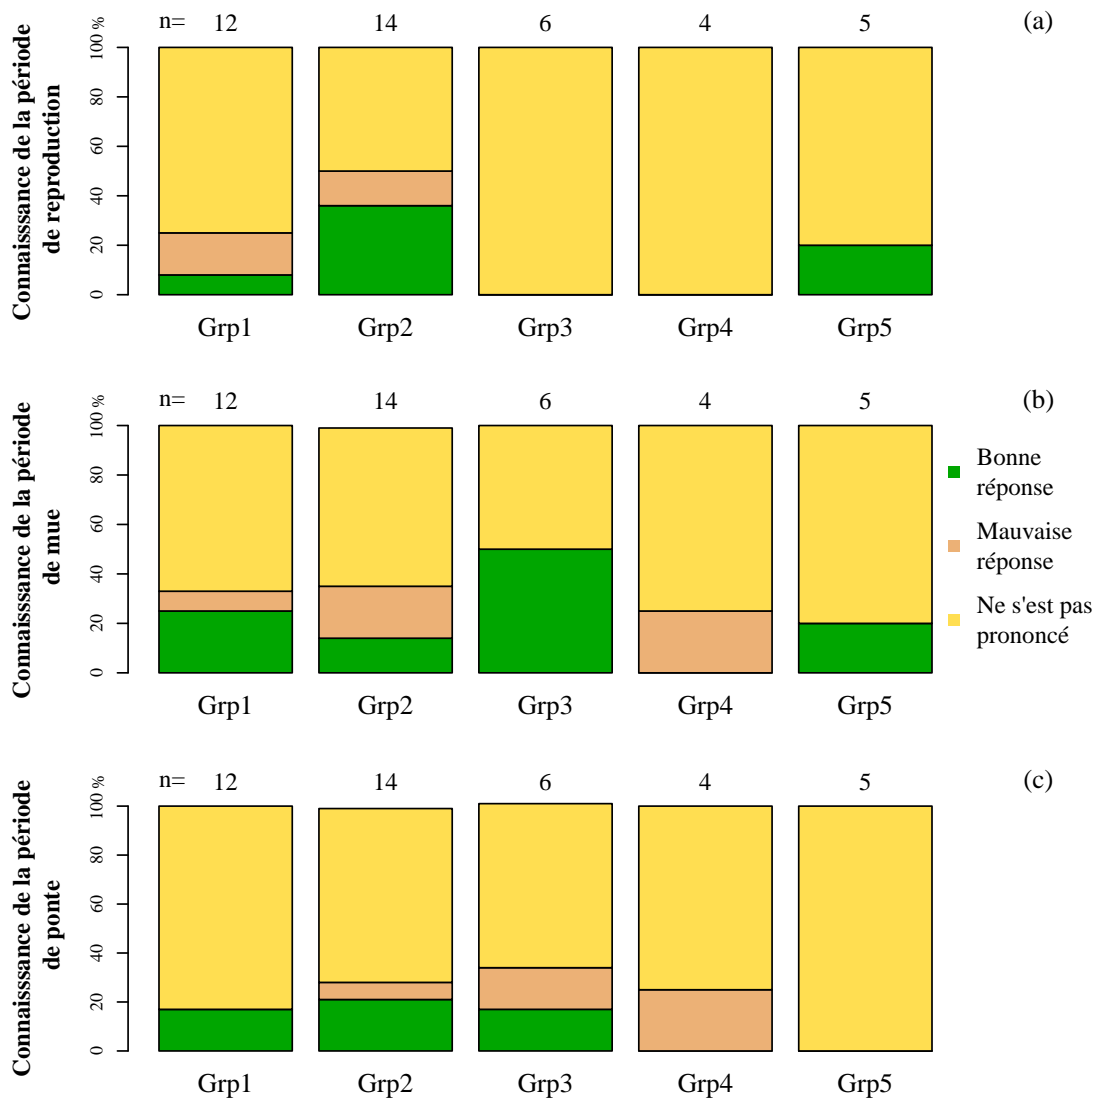 n= 12 14 6 4 5 (a)
Connaisssance de la période
de reproduction
100 %
80
60
40
20
0
Grp1 Grp2 Grp3 Grp4 Grp5
n= 12 14 6 4 5 (b)
Connaisssance de la période
de mue
100 %
80
60
40
20
0
Grp1 Grp2 Grp3 Grp4 Grp5
Bonne
réponse
Mauvaise
réponse
Ne s'est pas
prononcé
n= 12 14 6 4 5 (c)
Connaisssance de la période
de ponte
100 %
80
60
40
20
0
Grp1 Grp2 Grp3 Grp4 Grp5